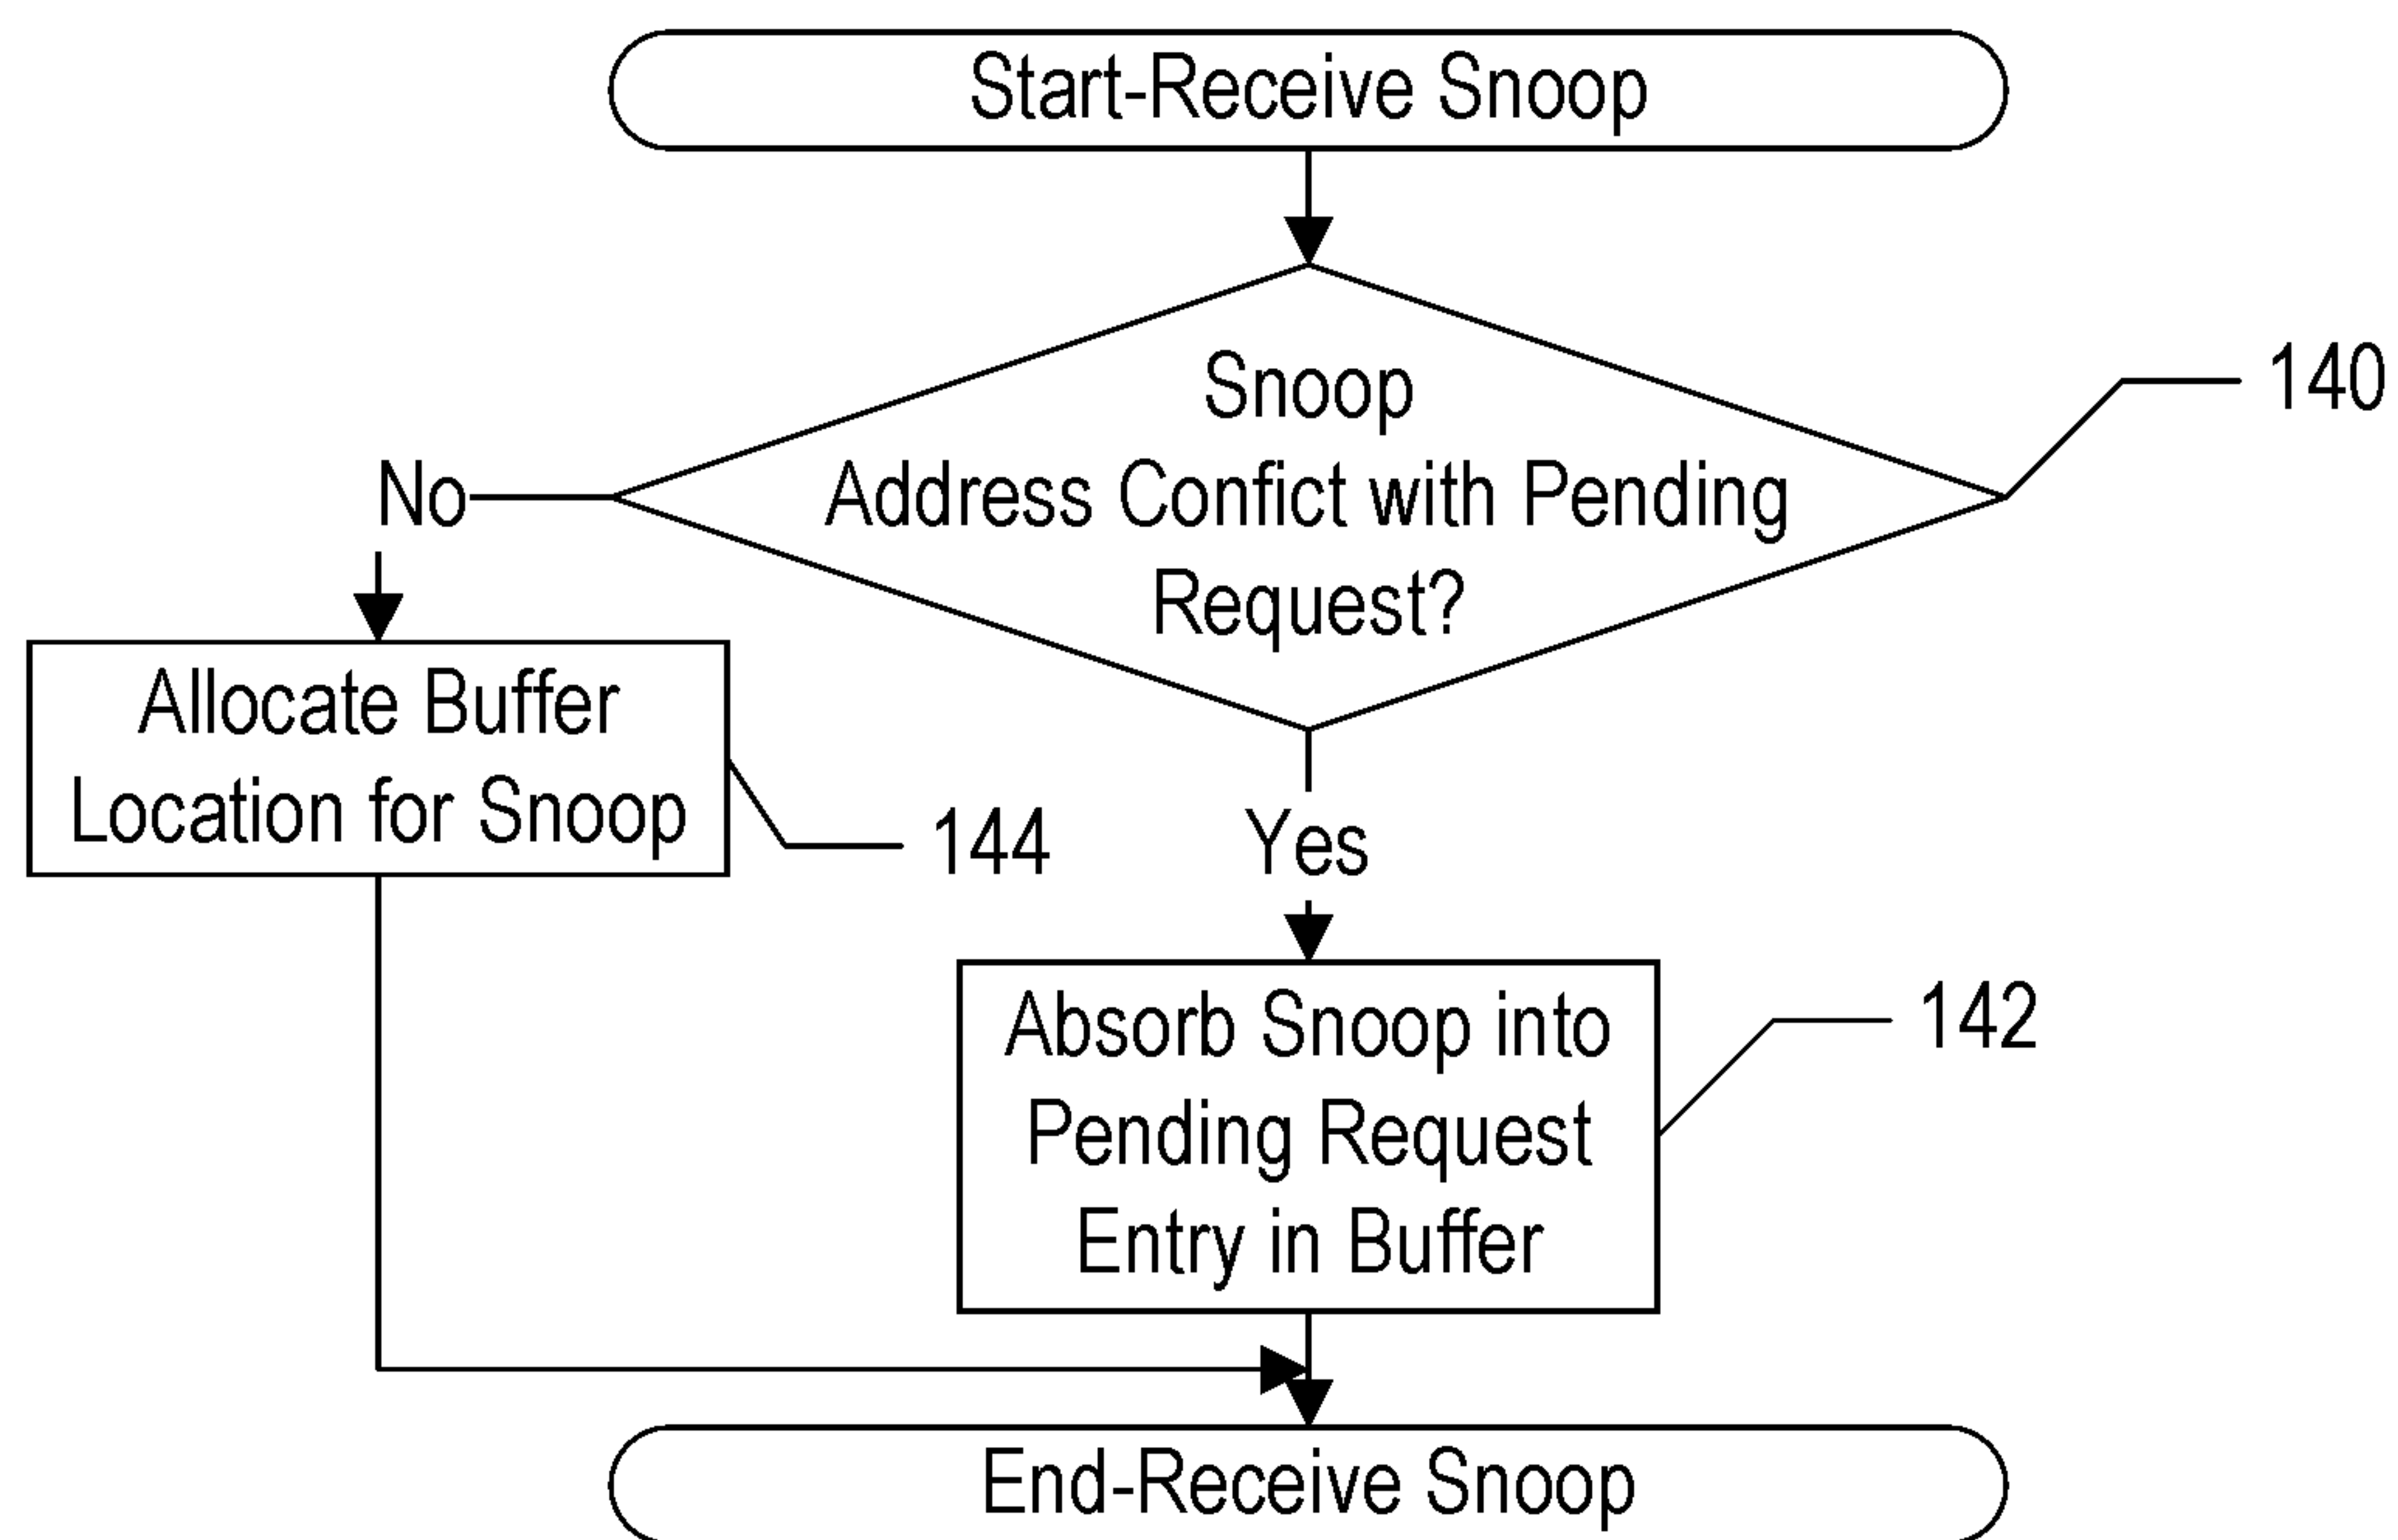 Start-Receive Snoop
Snoop
Address Confict with Pending
Request?
140
No
Allocate Buffer
Location for Snoop
144
Yes
Absorb Snoop into
Pending Request
Entry in Buffer
142
End-Receive Snoop